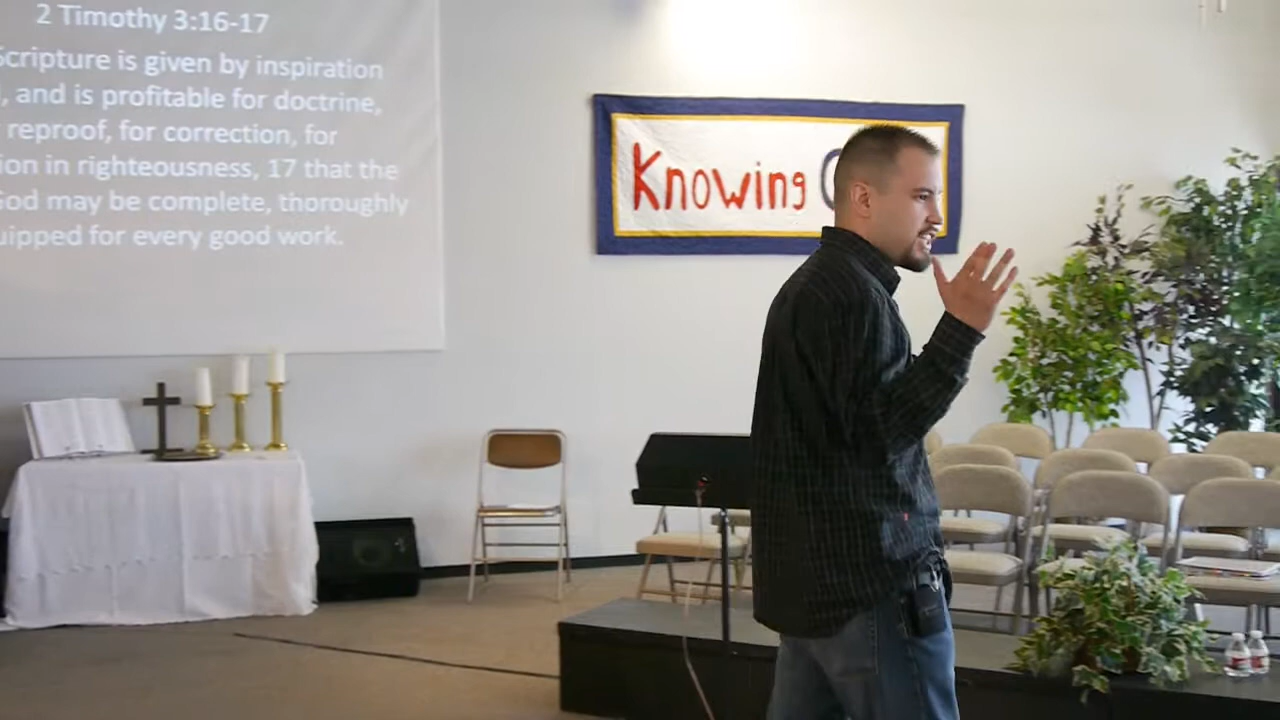 2 Timothy 3:16-17
Scripture is given by inspiration
, and is profitable for doctrine,
reproof, for correction, for
ion in righteousness, 17 that the
God may be complete, thoroughly
uipped for every good work.
Knowing